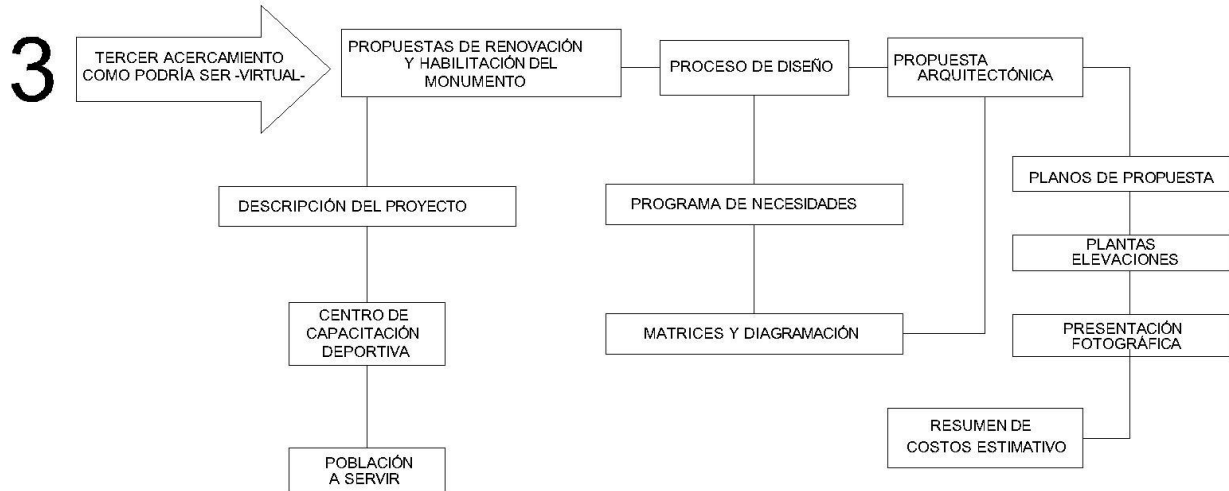 3
TERCER ACERCAMIENTO
COMO PODRÍA SER -VIRTUAL-
PROPUESTAS DE RENOVACIÓN
Y HABILITACIÓN DEL
MONUMENTO
PROCESO DE DISEÑO
PROPUESTA
ARQUITECTÓNICA
DESCRIPCIÓN DEL PROYECTO
PROGRAMA DE NECESIDADES
PLANOS DE PROPUESTA
PLANTAS
ELEVACIONES
CENTRO DE
CAPACITACIÓN
DEPORTIVA
MATRICES Y DIAGRAMACIÓN
PRESENTACIÓN
FOTOGRÁFICA
RESUMEN DE
COSTOS ESTIMATIVO
POBLACIÓN
A SERVIR